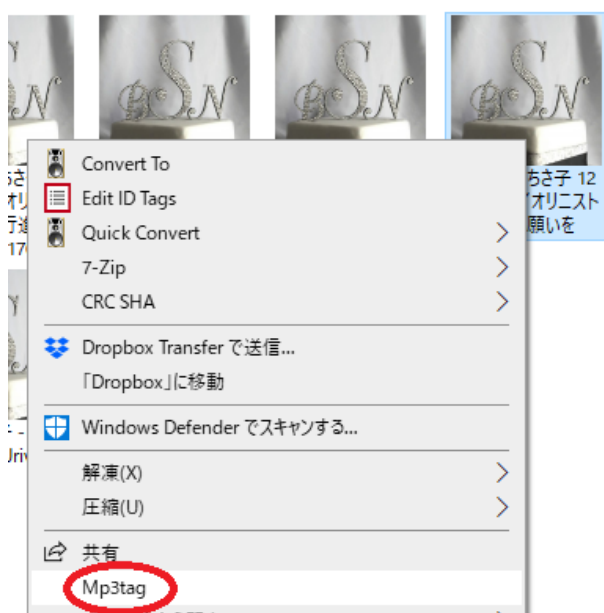 ちさ子 12
オリニスト
願いを
Convert To
Edit ID Tags
Quick Convert
7-Zip
CRC SHA
Dropbox Transfer で送信...
「Dropbox」に移動
Windows Defender でスキャンする...
解凍(X)
圧縮(U)
共有
Mp3tag